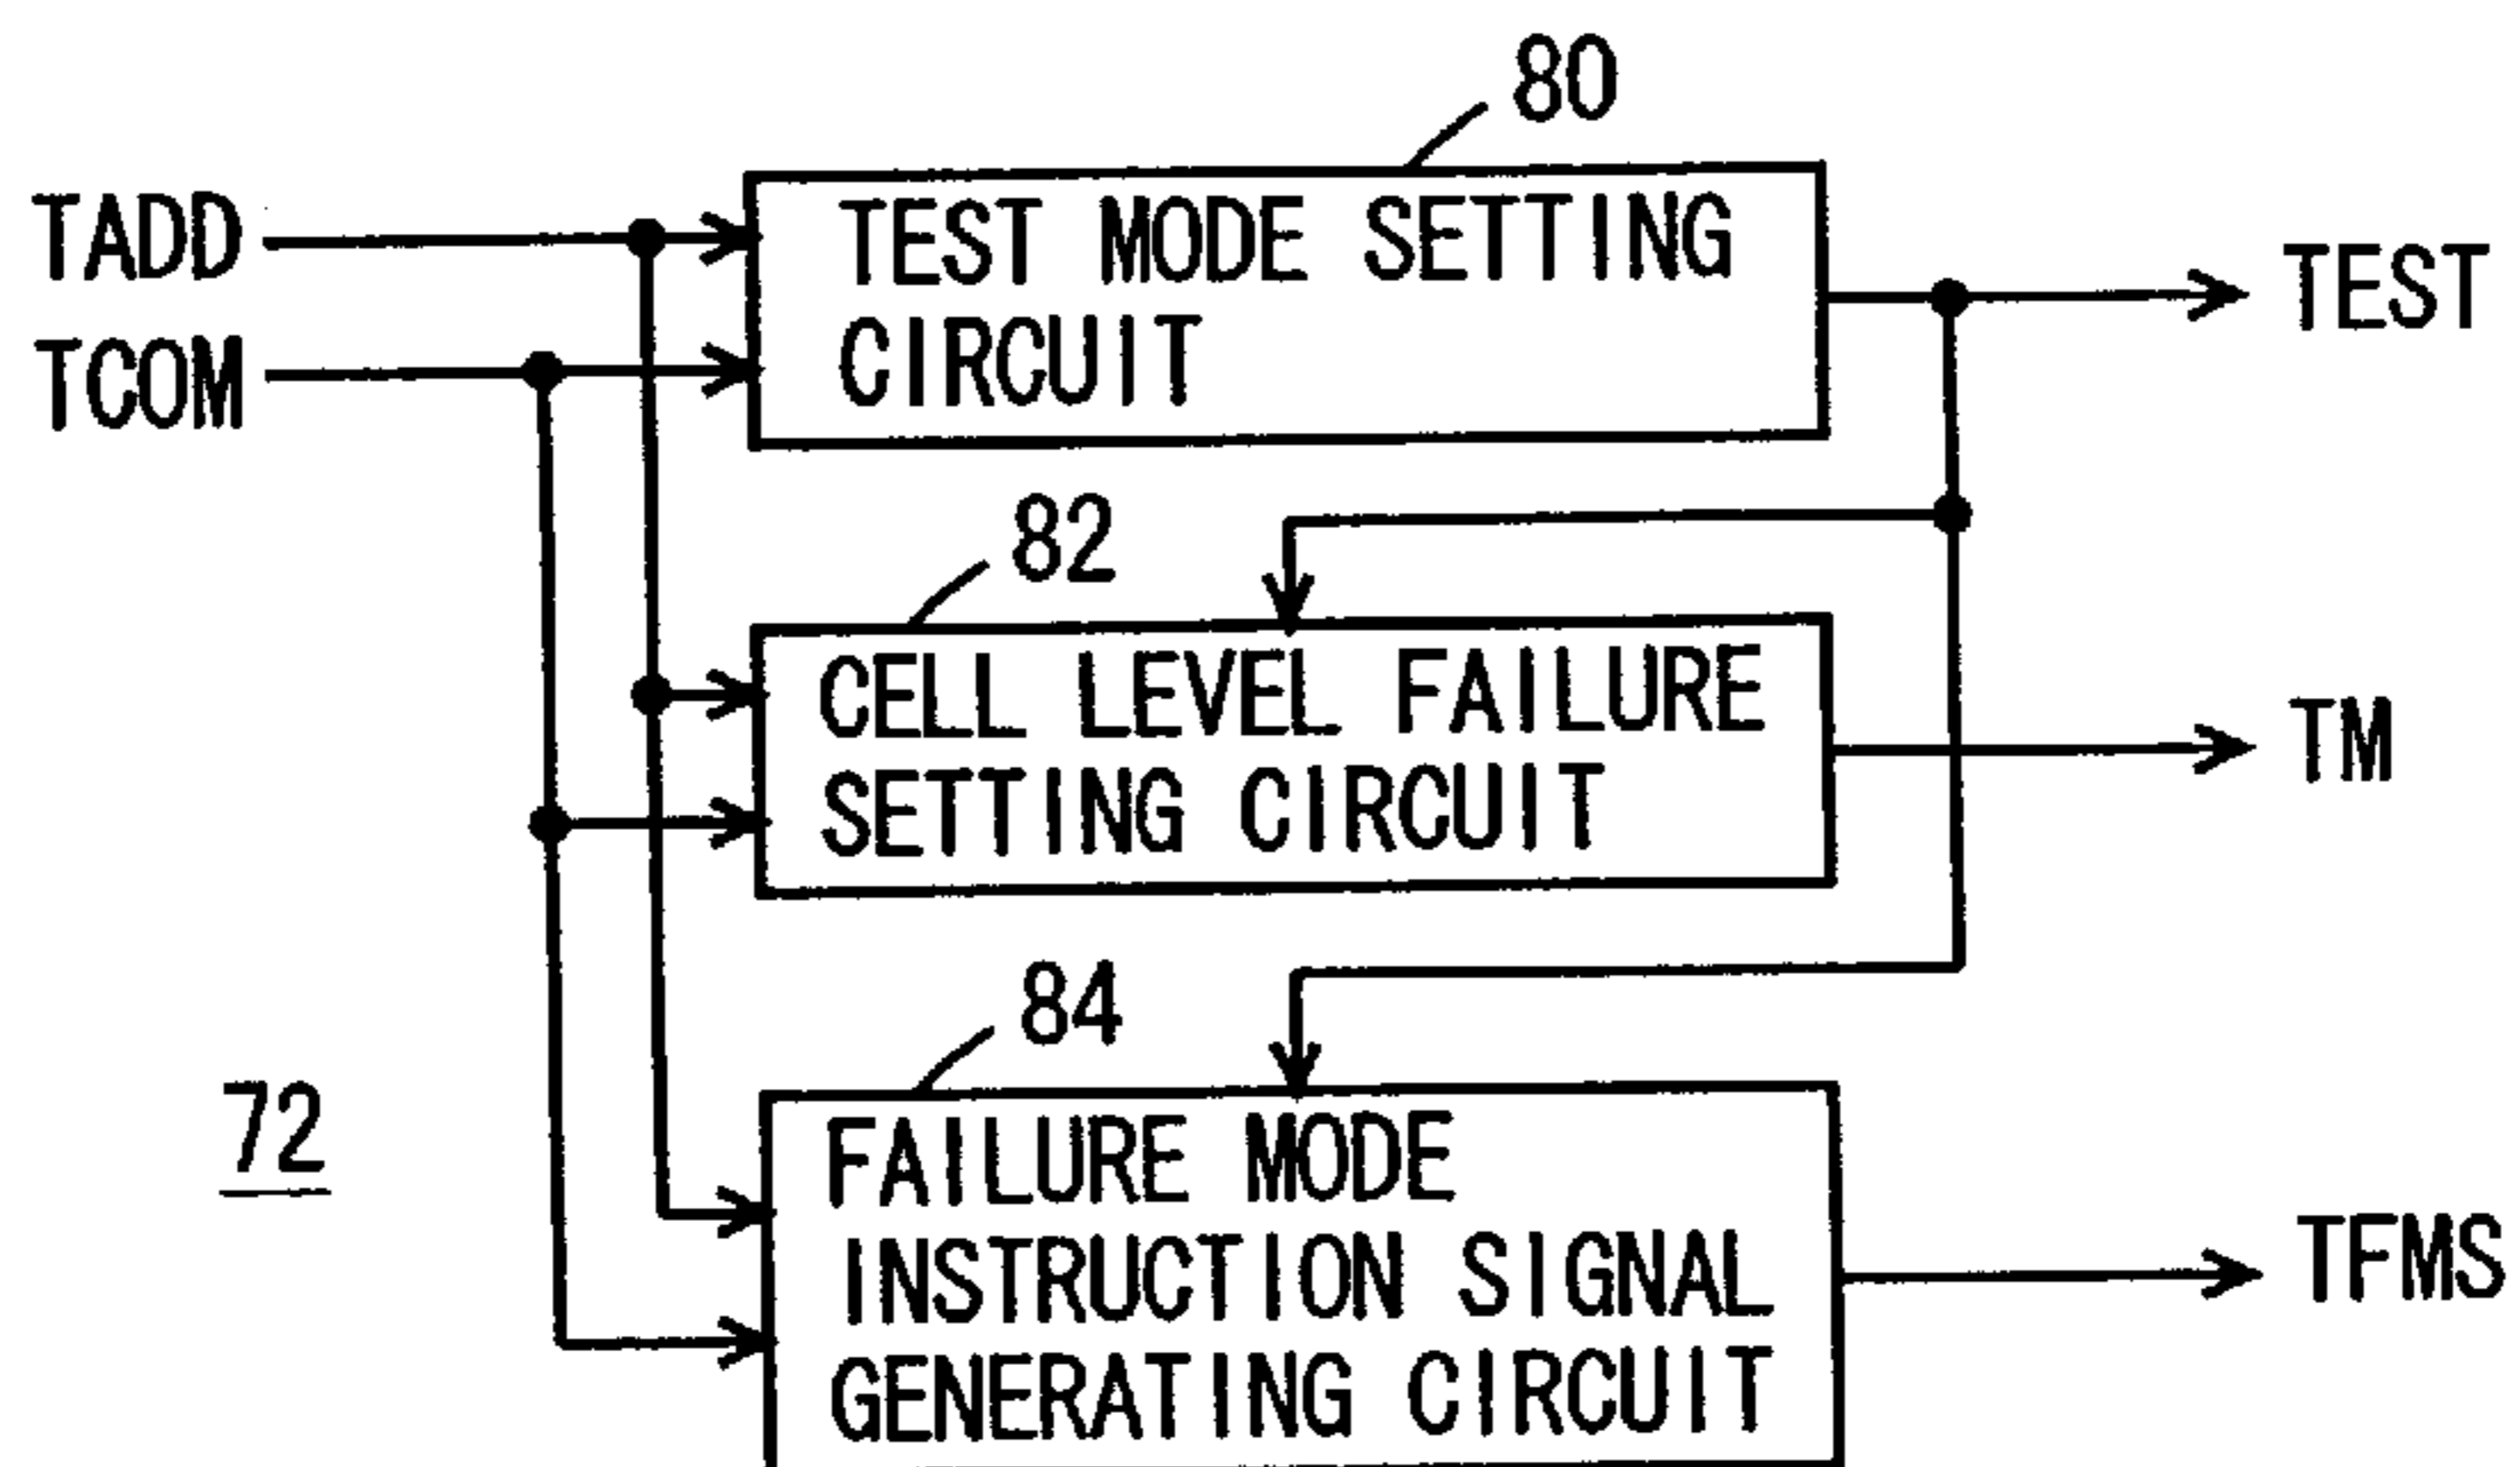 80
TADD
TEST MODE SETTING
CIRCUIT
TEST
TCOM
82
CELL LEVEL FAILURE
SETTING CIRCUIT
TM
84
72
FAILURE MODE
INSTRUCTION SIGNAL
GENERATING CIRCUIT
TFMS